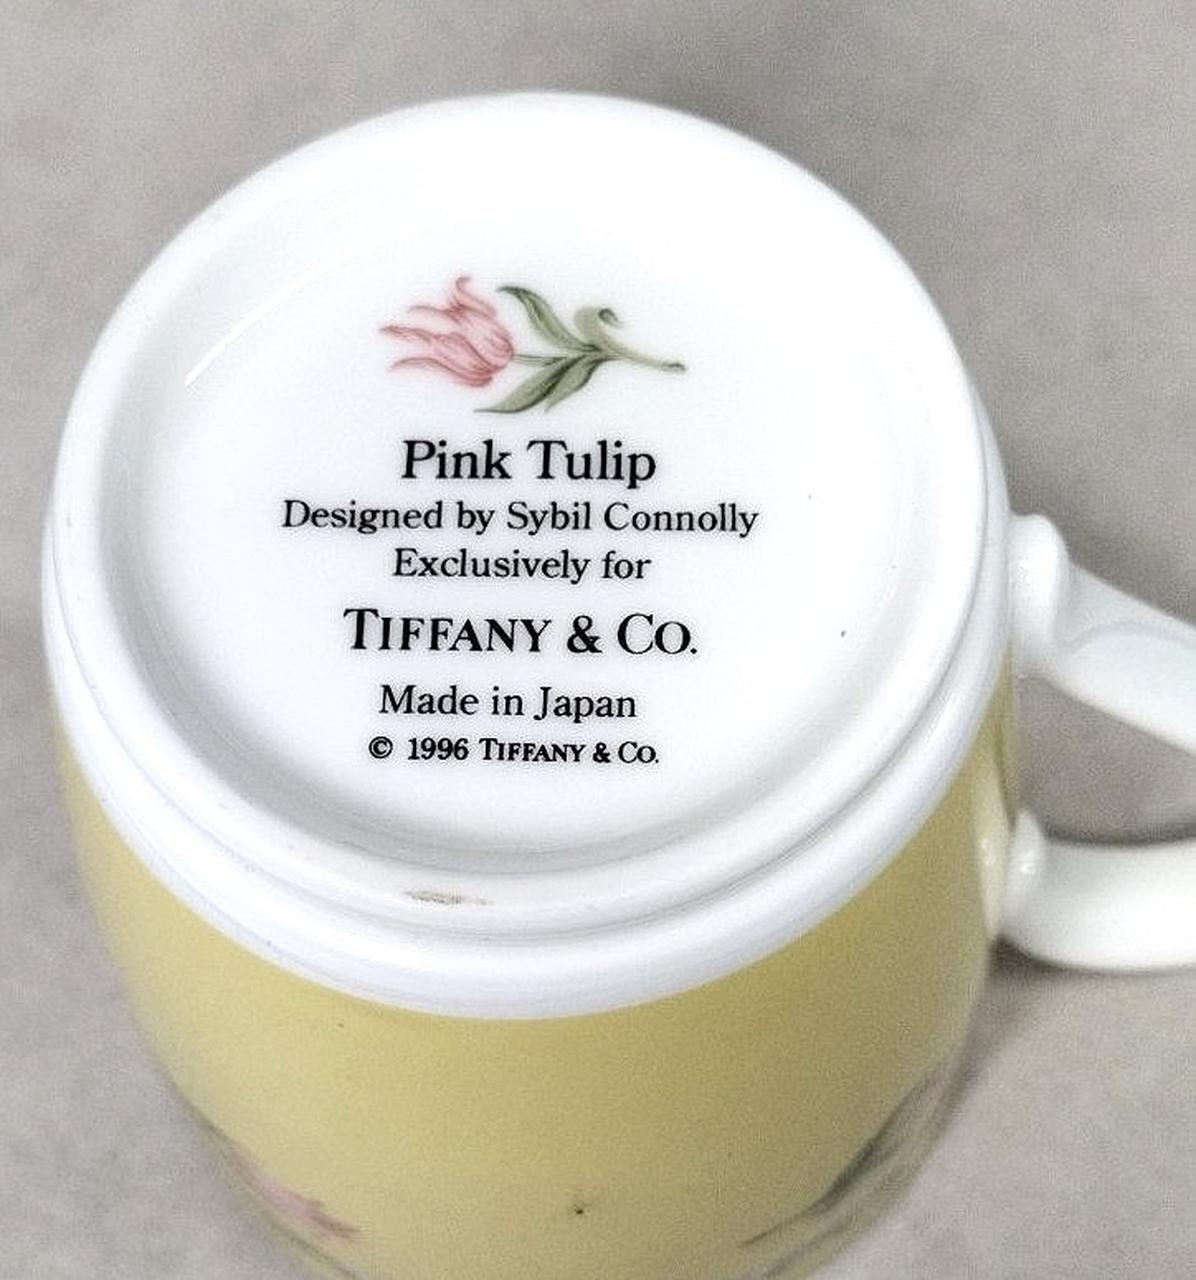 Pink Tulip
Designed by Sybil Connolly
Exclusively for
TIFFANY & CO.
Made in Japan
© 1996 TIFFANY & CO.